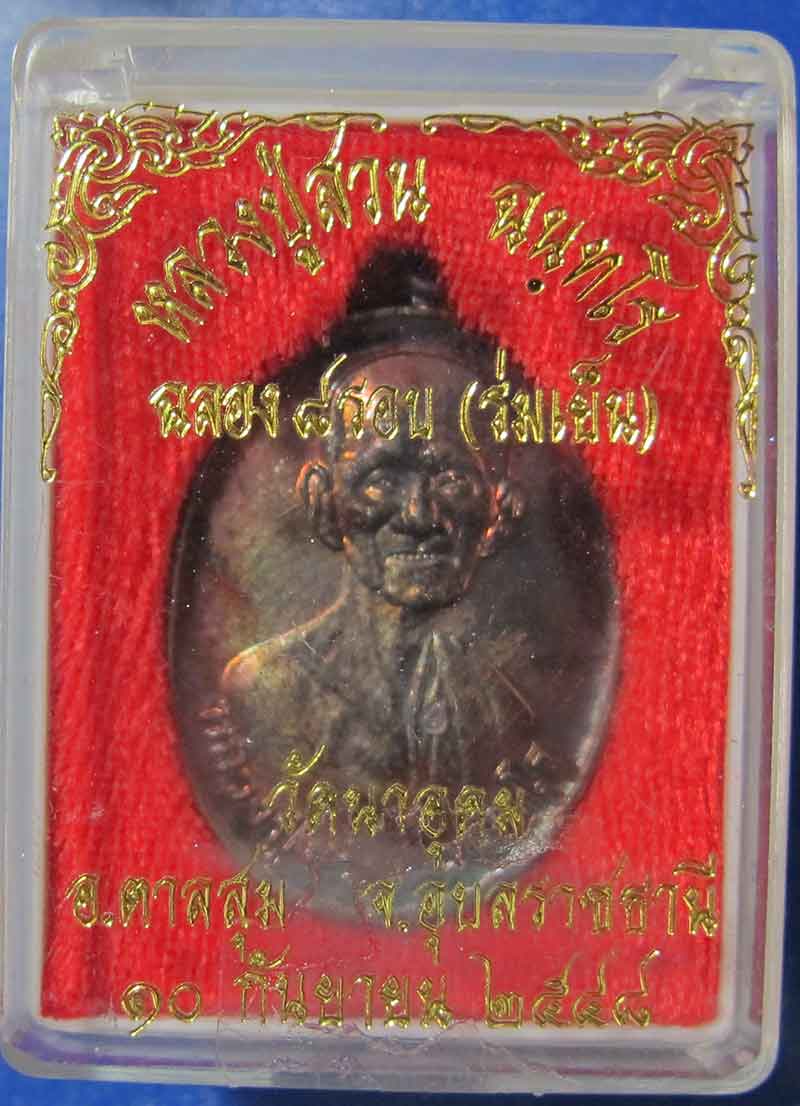 หลวงปู่สวน ฉนฺทโร
ฉลอง ๘ รอบ (ร่มเย็น)
วัดนาอุดม
อ.ตาลสุม จ.อุบลราชธานี
๑๐ กันยายน ๒๕๔๘